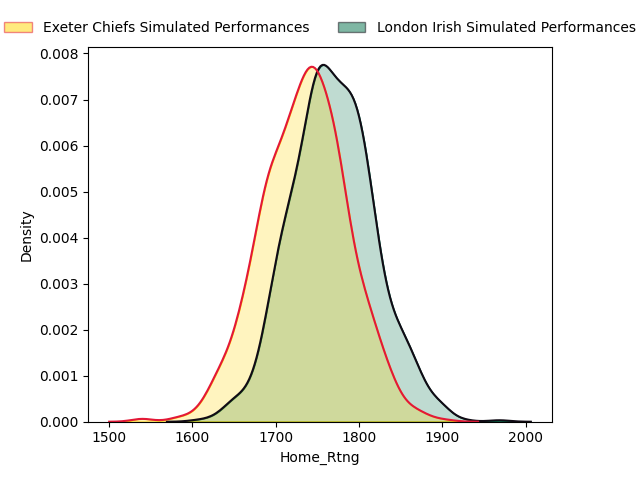 Exeter Chiefs Simulated Performances London Irish Simulated Performances
0.008
0.007
0.006
0.005
0.004
0.003
0.002
0.001
0.000
Density
1500 1600 1700 1800 1900 2000
Home_Rtng